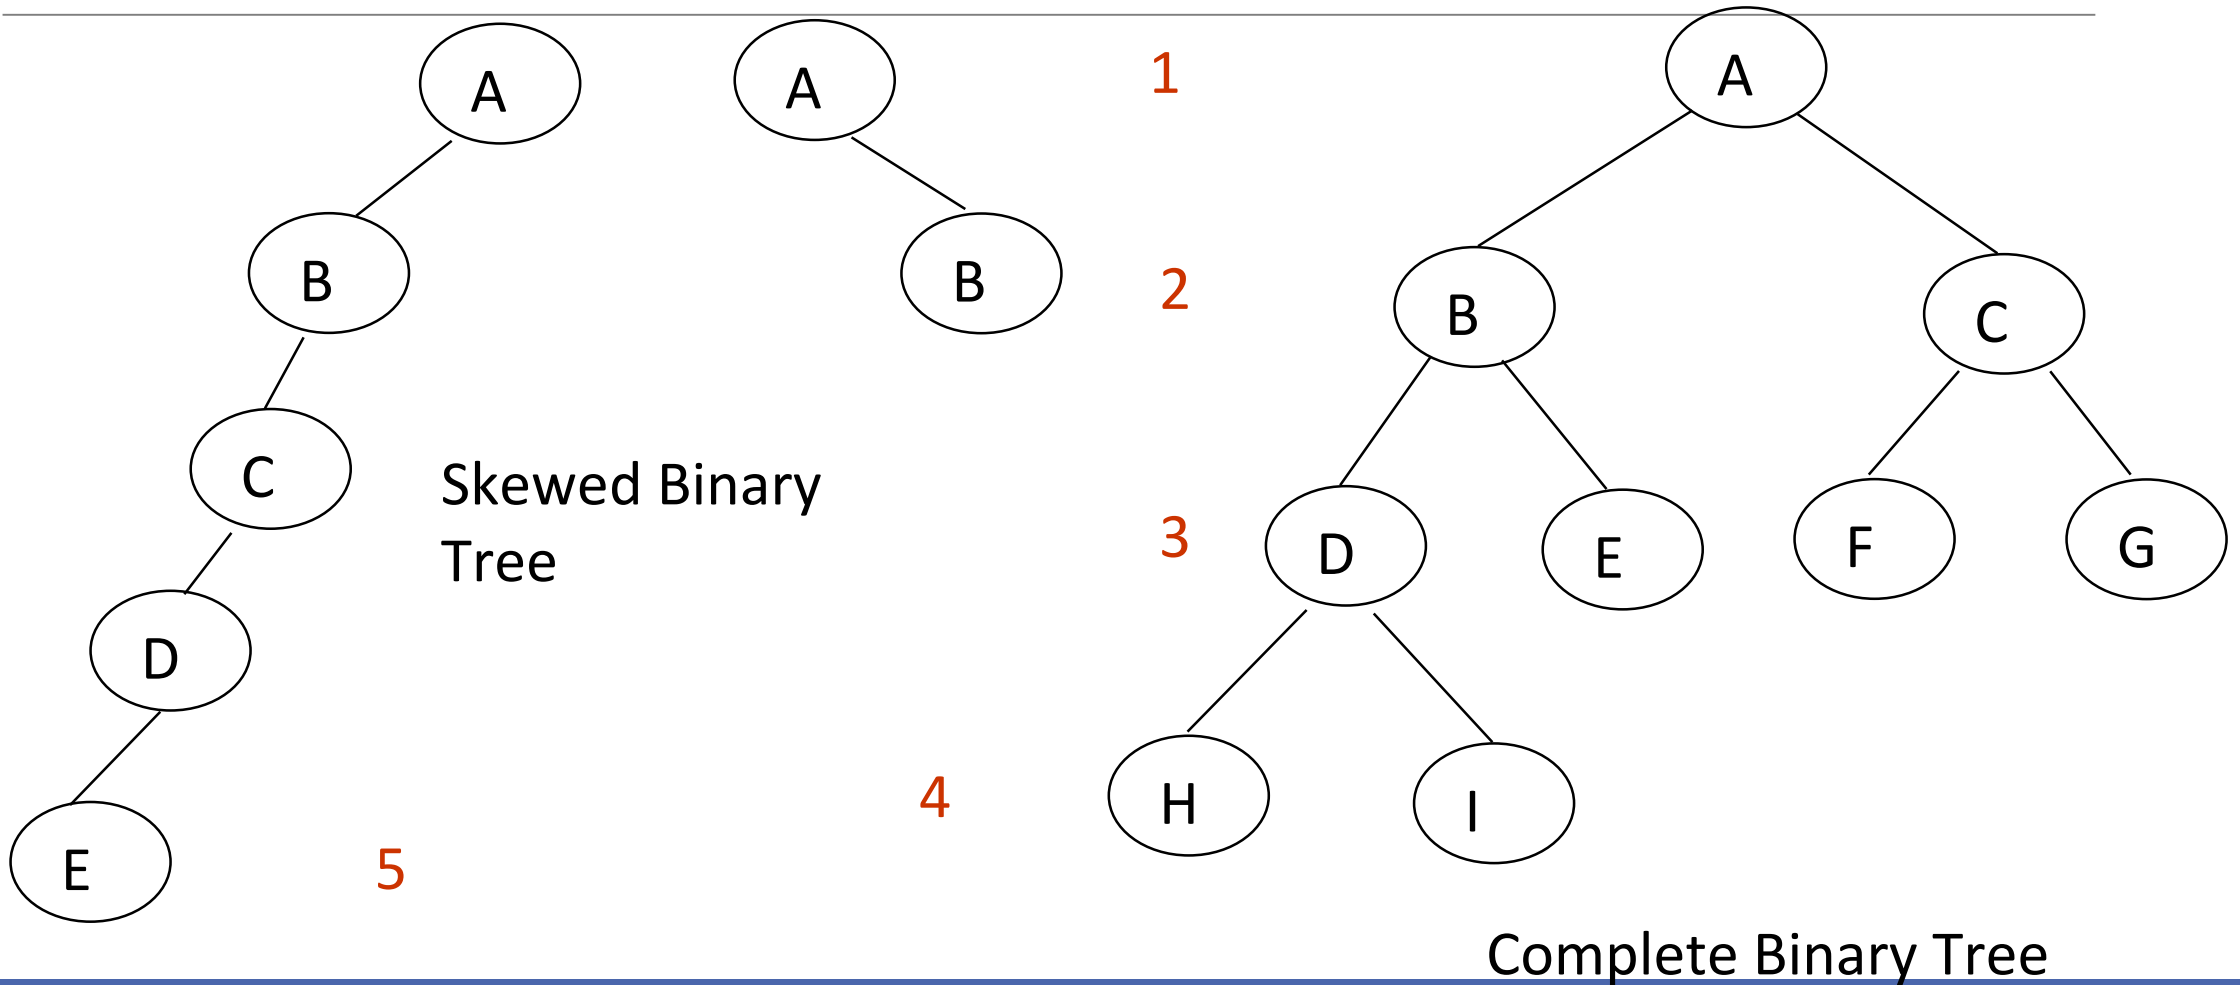 A A 1 A
B B 2 B C
C Skewed Binary
Tree 3 D E F G
D
4 H I
E 5
Complete Binary Tree